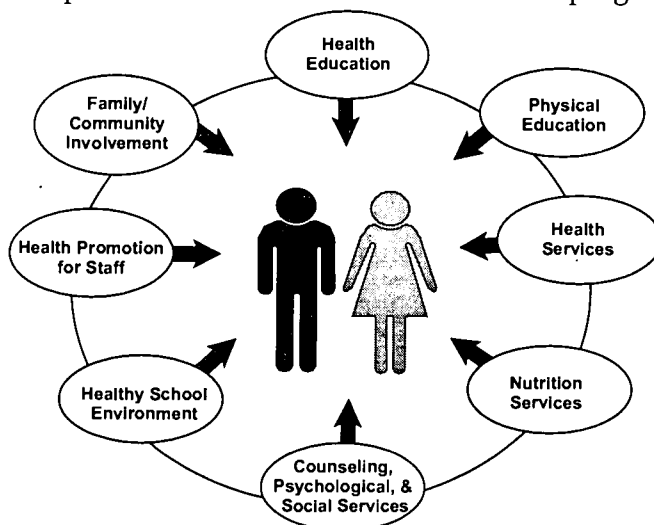 Health
Education
Family/
Community
Involvement
Physical
Education
Health Promotion
for Staff
Health
Services
Healthy School
Environment
Nutrition
Services
Counseling,
Psychological, &
Social Services